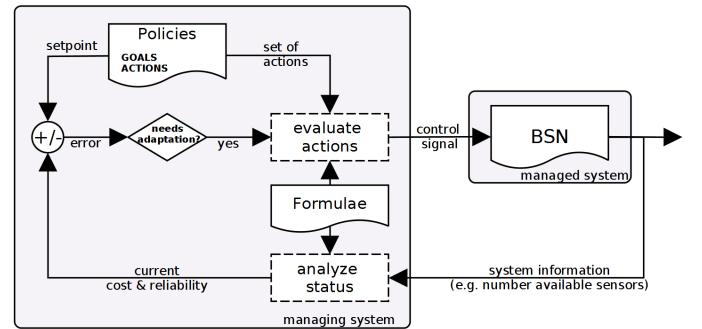 Policies
GOALS
ACTIONS
setpoint
set of
actions
+/-
error
needs
adaptation?
yes
evaluate
actions
control
signal
BSN
managed system
Formulae
analyze
status
current
cost & reliability
system information
(e.g. number available sensors)
managing system